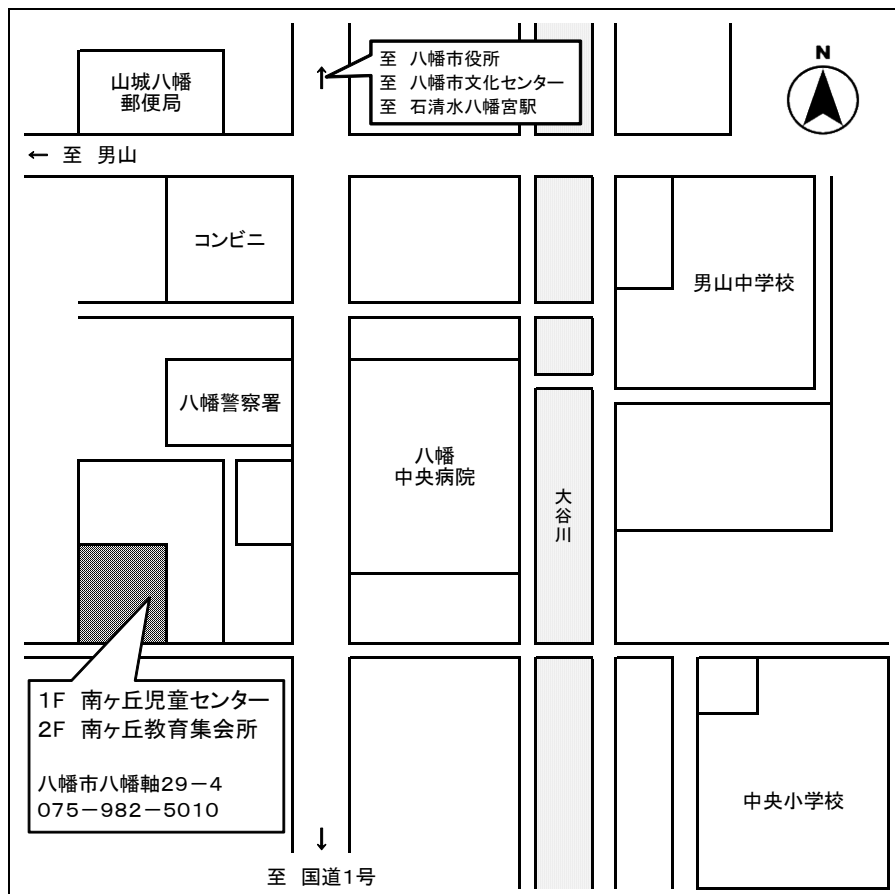 至 八幡市役所
至 八幡市文化センター
至 石清水八幡宮駅
N
山城八幡
郵便局
← 至 男山
コンビニ
男山中学校
八幡警察署
八幡
中央病院
大谷川
1F 南ヶ丘児童センター
2F 南ヶ丘教育集会所
八幡市八幡軸29−4
075−982−5010
中央小学校
至 国道1号